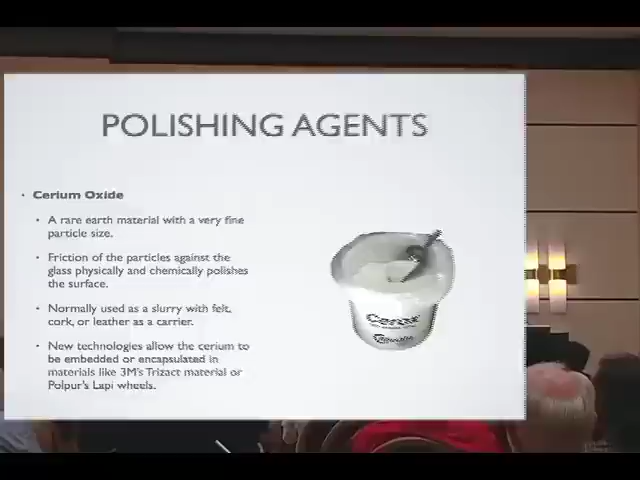 POLISHING AGENTS
• Cerium Oxide
• A rare earth material with a very fine
particle size.
• Friction of the particles against the
glass physically and chemically polishes
the surface.
• Normally used as a slurry with felt,
cork, or leather as a carrier.
• New technologies allow the cerium to
be embedded or encapsulated in
materials like 3M's Trizact material or
Polpur's Lapi wheels.